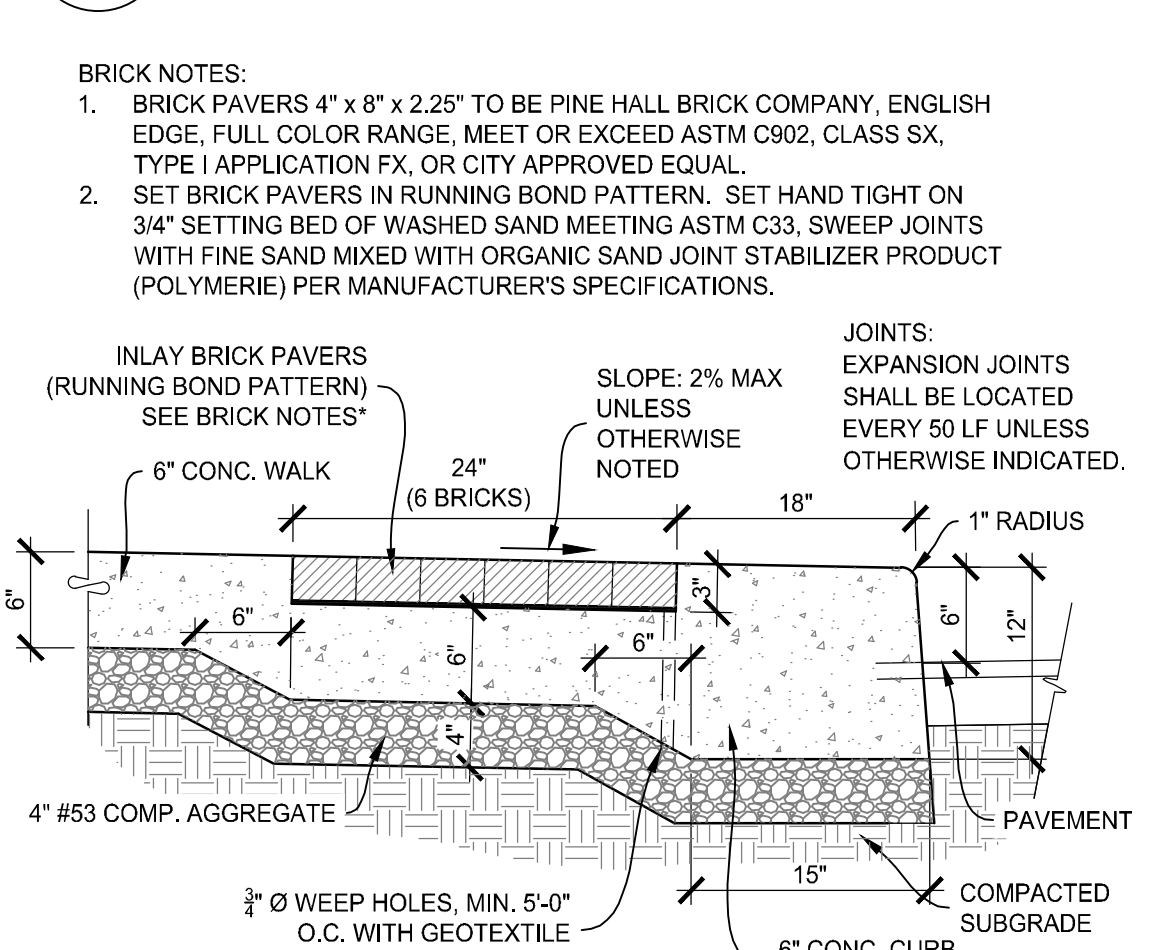 BRICK NOTES:
1. BRICK PAVERS 4" x 8" x 2.25" TO BE PINE HALL BRICK COMPANY, ENGLISH
EDGE, FULL COLOR RANGE, MEET OR EXCEED ASTM C902, CLASS SX,
TYPE I APPLICATION FX, OR CITY APPROVED EQUAL.
2. SET BRICK PAVERS IN RUNNING BOND PATTERN. SET HAND TIGHT ON
3/4" SETTING BED OF WASHED SAND MEETING ASTM C33, SWEEP JOINTS
WITH FINE SAND MIXED WITH ORGANIC SAND JOINT STABILIZER PRODUCT
(POLYMERIE) PER MANUFACTURER'S SPECIFICATIONS.
INLAY BRICK PAVERS
(RUNNING BOND PATTERN)
SEE BRICK NOTES*
6" CONC. WALK
24"
(6 BRICKS)
SLOPE: 2% MAX
UNLESS
OTHERWISE
NOTED
JOINTS:
EXPANSION JOINTS
SHALL BE LOCATED
EVERY 50 LF UNLESS
OTHERWISE INDICATED.
18"
1" RADIUS
6"
6"
3"
6"
6"
6"
12"
4"
4" #53 COMP. AGGREGATE
PAVEMENT
15"
COMPACTED
SUBGRADE
¾" Ø WEEP HOLES, MIN. 5'-0"
O.C. WITH GEOTEXTILE
6" CONC. CURB